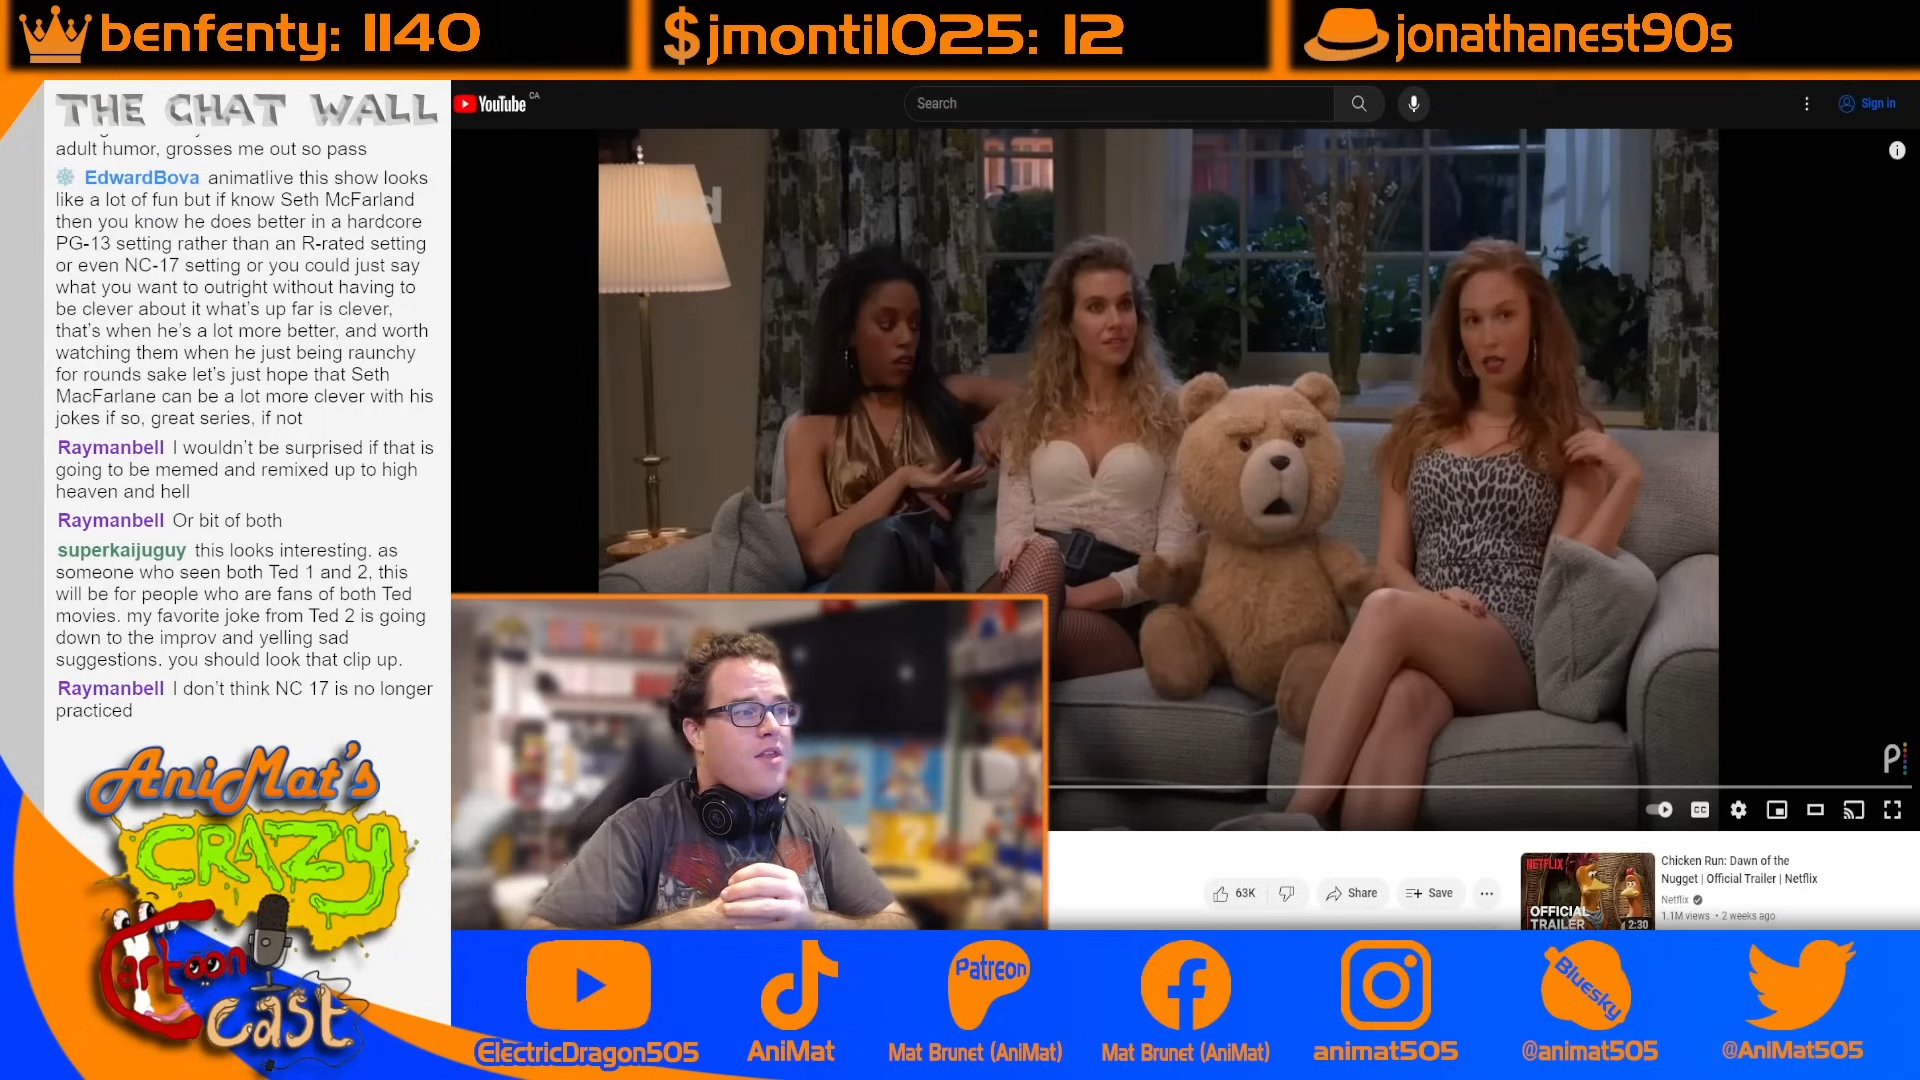 benfenty: 1140
$jmonti1025: 12
jonathanest90s
THE CHAT WALL
adult humor, grosses me out so pass
EdwardBova animatlive this show looks
like a lot of fun but if know Seth McFarland
then you know he does better in a hardcore
PG-13 setting rather than an R-rated setting
or even NC-17 setting or you could just say
what you want to outright without having to
be clever about it what's up far is clever,
that's when he's a lot more better, and worth
watching them when he just being raunchy
for rounds sake let's just hope that Seth
MacFarlane can be a lot more clever with his
jokes if so, great series, if not
Raymanbell I wouldn't be surprised if that is
going to be memed and remixed up to high
heaven and hell
Raymanbell Or bit of both
superkaijuguy this looks interesting. as
someone who seen both Ted 1 and 2, this
will be for people who are fans of both Ted
movies. my favorite joke from Ted 2 is going
down to the improv and yelling sad
suggestions. you should look that clip up.
Raymanbell I don't think NC 17 is no longer
practiced
AniMat's
CRAZY
Cartoon
Cast
YouTube CA
Search
Sign in
ted
P
CC
63K
Share
Save
NETFLIX
OFFICIAL
TRAILER
2:30
Chicken Run: Dawn of the
Nugget | Official Trailer | Netflix
Netflix
1.1M views • 2 weeks ago
Patreon
Bluesky
ElectricDragon505
AniMat
Mat Brunet (AniMat)
Mat Brunet (AniMat)
animat505
@animat505
@AniMat505